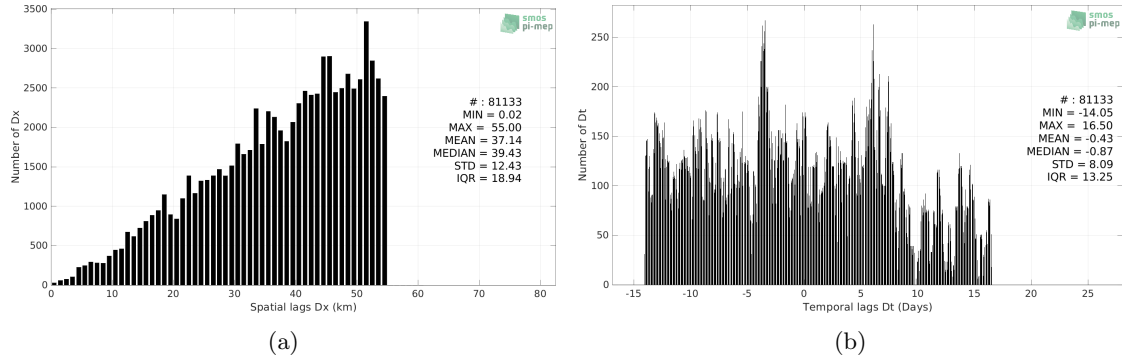 3500
3000
2500
2000
1500
1000
500
0
Number of Dx
0 10 20 30 40 50 60 70 80
Spatial lags Dx (km)
smos
pi-mep
# : 81133
MIN = 0.02
MAX = 55.00
MEAN = 37.14
MEDIAN = 39.43
STD = 12.43
IQR = 18.94
(a)
250
200
150
100
50
0
Number of Dt
-15 -10 -5 0 5 10 15 20 25
Temporal lags Dt (Days)
smos
pi-mep
# : 81133
MIN = -14.05
MAX = 16.50
MEAN = -0.43
MEDIAN = -0.87
STD = 8.09
IQR = 13.25
(b)